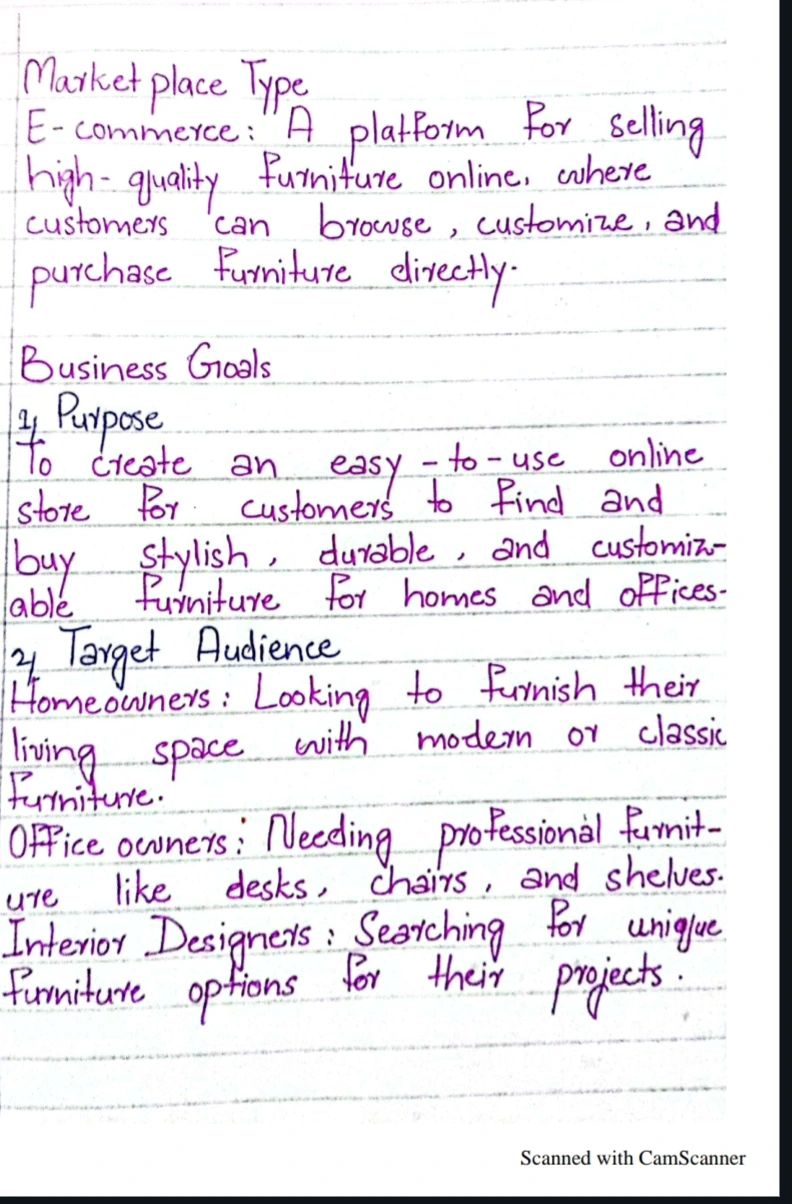 Market place Type
E-commerce: A platform for selling
high-quality furniture online, where
customers can browse, customize, and
purchase furniture directly.
Business Goals
1, Purpose
To create an easy-to-use online
store for customers to find and
buy stylish, durable, and customiz-
able furniture for homes and offices.
2, Target Audience
Homeowners: Looking to furnish their
living space with modern or classic
furniture.
Office owners: Needing professional furnit-
ure like desks, chairs, and shelves.
Interior Designers: Searching for unique
furniture options for their projects.
Scanned with CamScanner